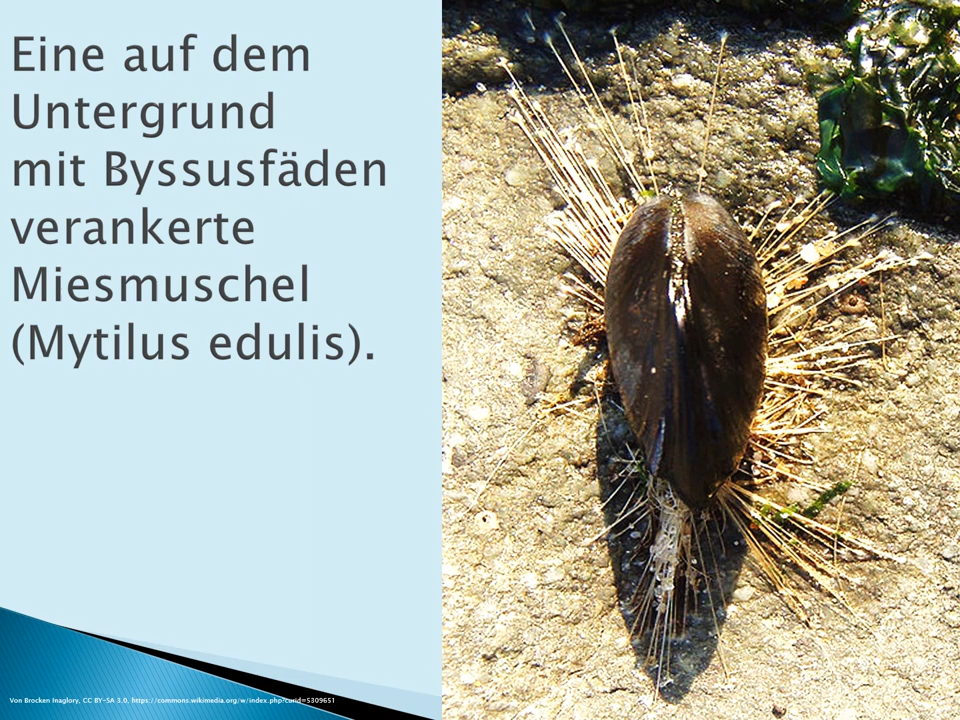 Eine auf dem
Untergrund
mit Byssusfäden
verankerte
Miesmuschel
(Mytilus edulis).
Von Brocken Inaglory, CC BY-SA 3.0, https://commons.wikimedia.org/w/index.php?curid=5309651